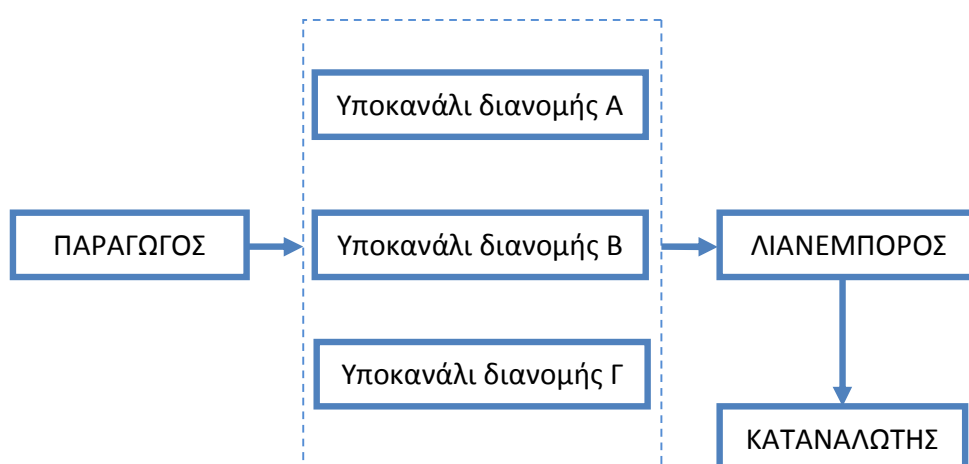 Υποκανάλι διανομής Α
ΠΑΡΑΓΩΓΟΣ
Υποκανάλι διανομής Β
ΛΙΑΝΕΜΠΟΡΟΣ
Υποκανάλι διανομής Γ
ΚΑΤΑΝΑΛΩΤΗΣ